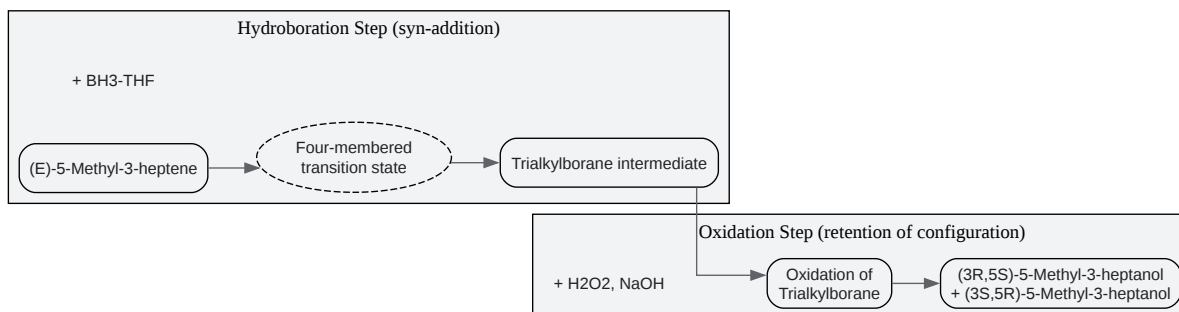 Hydroboration Step (syn-addition)
+ BH3-THF
(E)-5-Methyl-3-heptene
Four-membered
transition state
Trialkylborane intermediate
Oxidation Step (retention of configuration)
+ H2O2, NaOH
Oxidation of
Trialkylborane
(3R,5S)-5-Methyl-3-heptanol
+ (3S,5R)-5-Methyl-3-heptanol